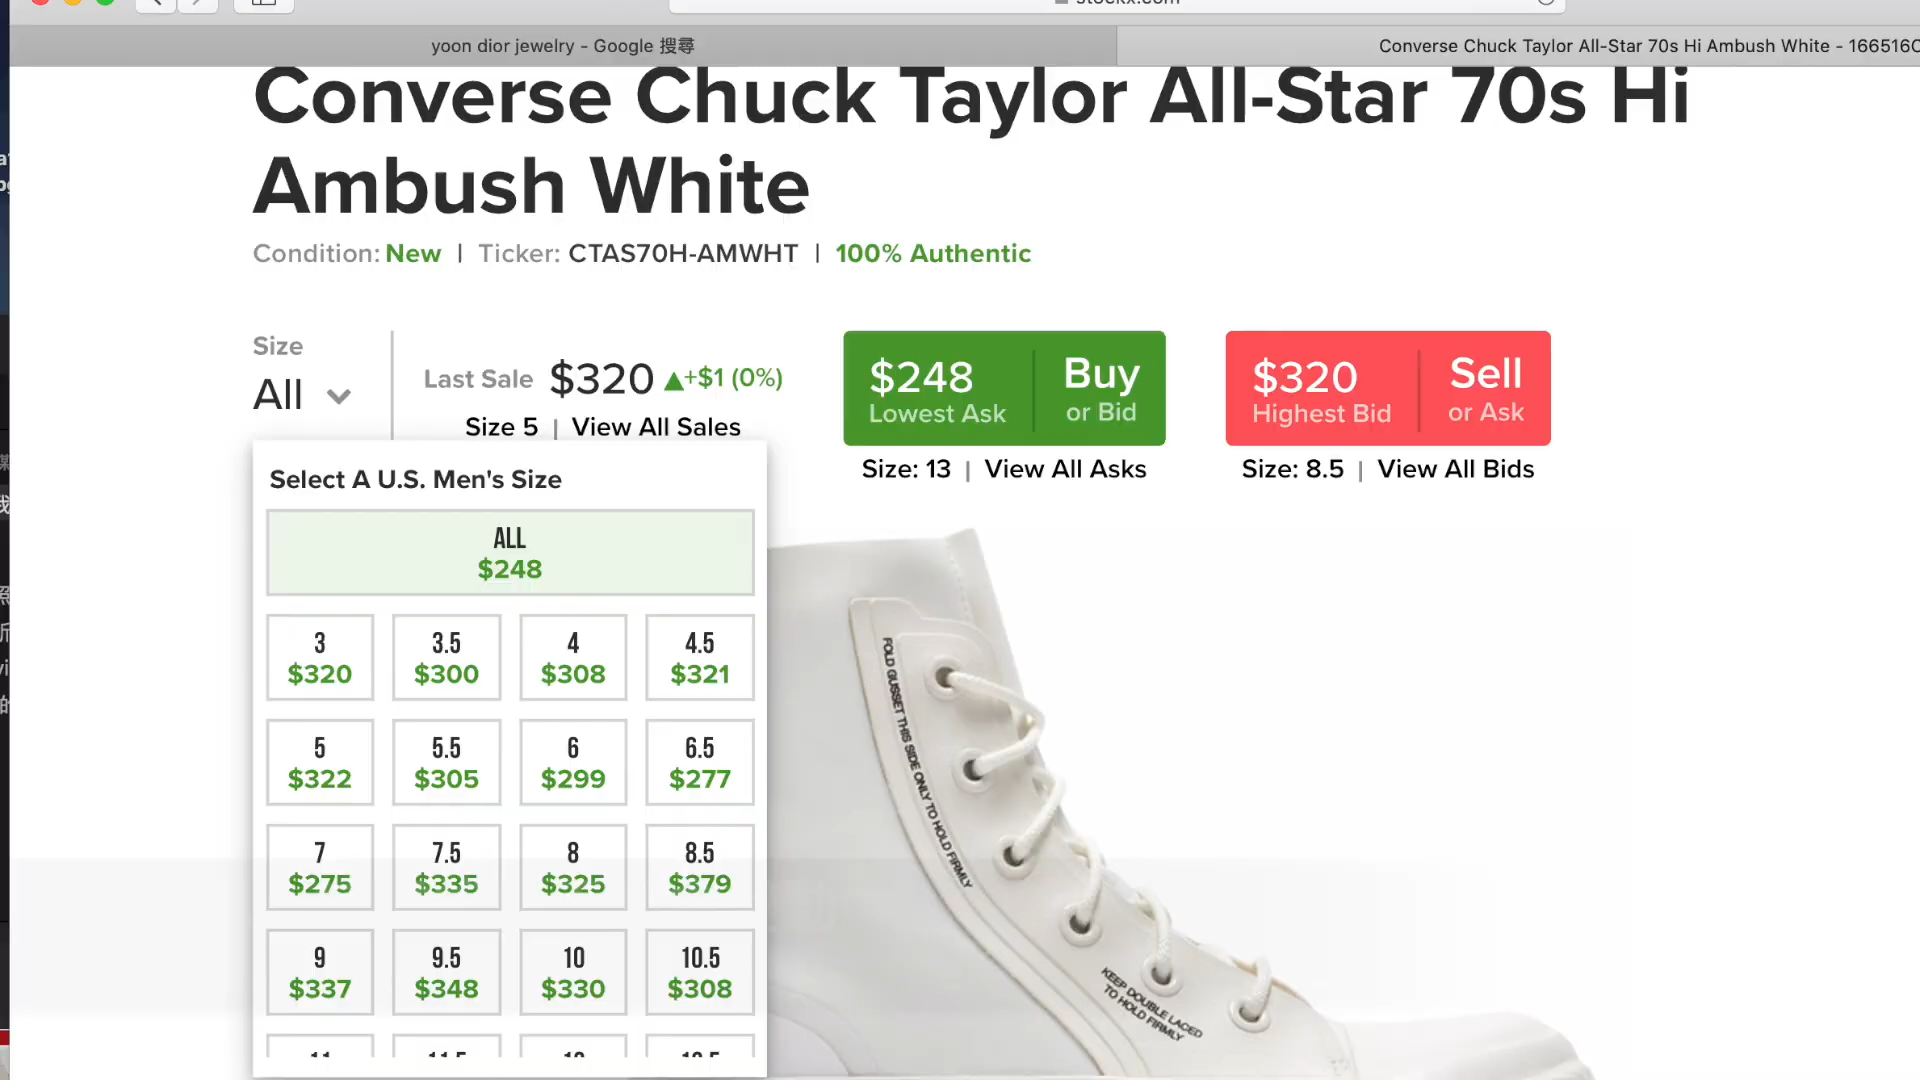 yoon dior jewelry - Google 搜尋
Converse Chuck Taylor All-Star 70s Hi Ambush White - 166516C
Converse Chuck Taylor All-Star 70s Hi
Ambush White
Condition: New | Ticker: CTAS70H-AMWHT | 100% Authentic
Size
All
Last Sale $320 ▲+$1 (0%)
Size 5 | View All Sales
$248 Buy
Lowest Ask or Bid
Size: 13 | View All Asks
$320 Sell
Highest Bid or Ask
Size: 8.5 | View All Bids
Select A U.S. Men's Size
ALL
$248
3 3.5 4 4.5
$320 $300 $308 $321
5 5.5 6 6.5
$322 $305 $299 $277
7 7.5 8 8.5
$275 $335 $325 $379
9 9.5 10 10.5
$337 $348 $330 $308
FOLD GUSSET THIS SIDE ONLY TO HOLD FIRMLY
KEEP DOUBLE LACED
TO HOLD FIRMLY